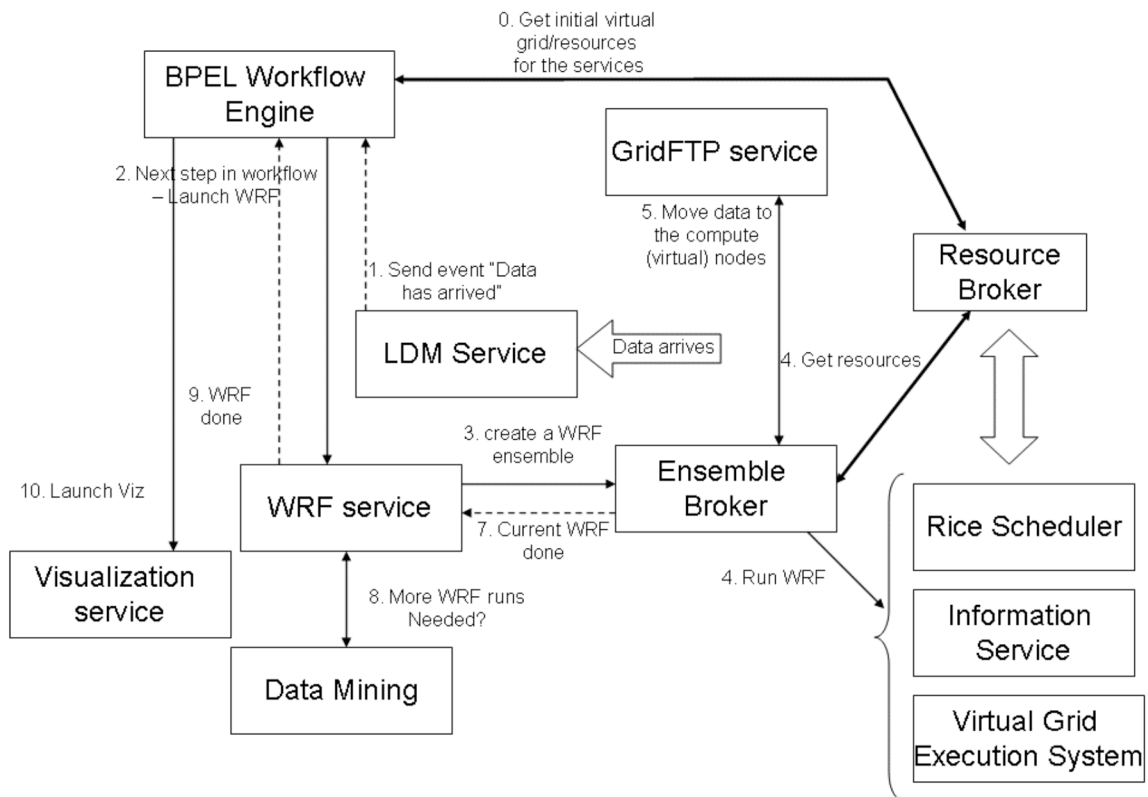 0. Get initial virtual
grid/resources
for the services
BPEL Workflow
Engine
GridFTP service
2. Next step in workflow
– Launch WRF
5. Move data to
the compute
(virtual) nodes
Resource
Broker
1. Send event "Data
has arrived"
LDM Service
Data arrives
4. Get resources
9. WRF
done
3. create a WRF
ensemble
Ensemble
Broker
10. Launch Viz
WRF service
7. Current WRF
done
Rice Scheduler
Visualization
service
4. Run WRF
8. More WRF runs
Needed?
Information
Service
Data Mining
Virtual Grid
Execution System